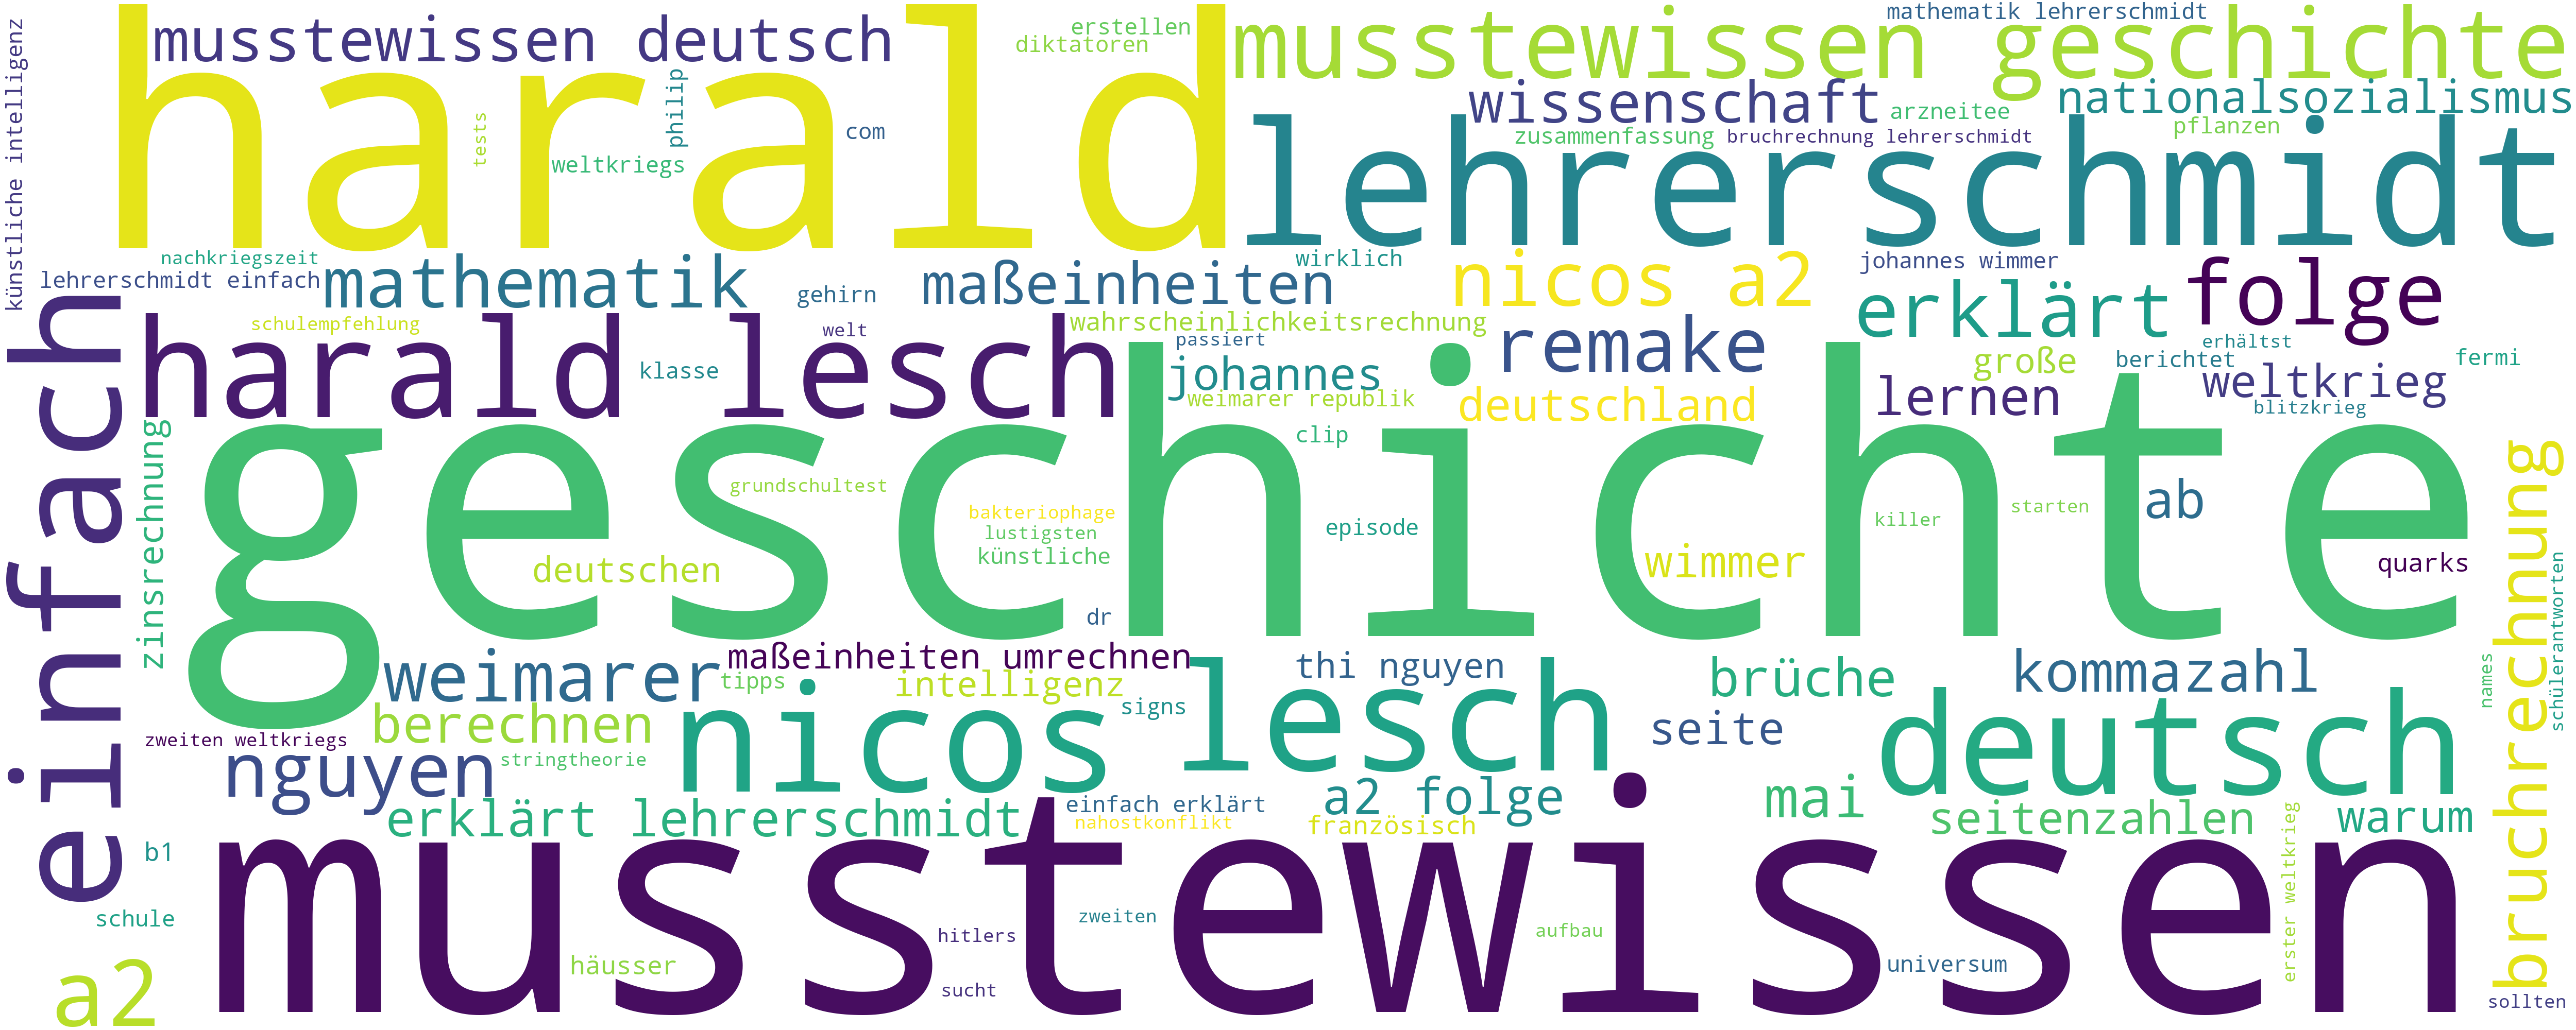 künstliche intelligenz
musstewissen deutsch
harald
erstellen
diktatoren
musstewissen geschichte
mathematik lehrerschmidt
wissenschaft
arzneitee
nationalsozialismus
tests
philip
com
weltkriegs
zusammenfassung
bruchrechnung lehrerschmidt
pflanzen
lehrerschmidt
nachkriegszeit
lehrerschmidt einfach
mathematik
gehirn
maßeinheiten
wirklich
nicos a2
johannes wimmer
erklärt
folge
einfach
schulempfehlung
harald lesch
klasse
welt
wahrscheinlichkeitsrechnung
passiert
johannes
weimarer republik
remake
deutschland
große
berichtet
erhältst
fermi
lernen
weltkrieg
blitzkrieg
zinsrechnung
geschichte
clip
grundschultest
bakteriophage
lustigsten
künstliche
episode
killer
starten
ab
deutschen
wimmer
quarks
dr
bruchrechnung
schülerantworten
weimarer
maßeinheiten umrechnen
tipps
intelligenz
thi nguyen
brüche
kommazahl
names
berechnen
nicos
signs
lesch
seite
deutsch
zweiten weltkriegs
nguyen
stringtheorie
erklärt lehrerschmidt
einfach erklärt
nahostkonflikt
a2 folge
französisch
mai
seitenzahlen
warum
b1
musstewissen
erster weltkrieg
schule
zweiten
hitlers
aufbau
a2
häusser
sucht
universum
sollten